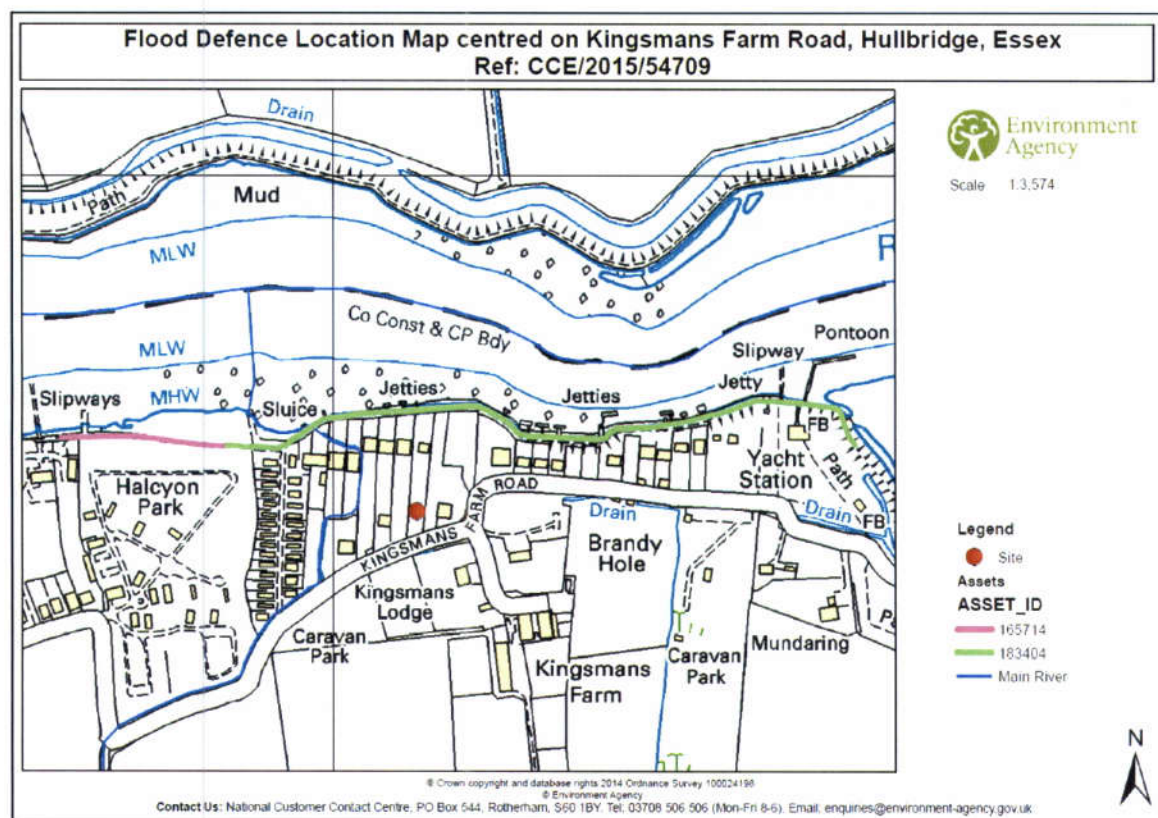 Flood Defence Location Map centred on Kingsmans Farm Road, Hullbridge, Essex
Ref: CCE/2015/54709
Environment
Agency
Scale 1:3,574
Drain
Path
Mud
MLW
R
Co Const & CP Bdy
Pontoon
MLW
Slipway
Slipways
MHW
Sluice
Jetties
Jetties
Jetty
FB
Halcyon
Park
Yacht
Station
Path
KINGSMANS FARM ROAD
Drain
Drain
FB
Brandy
Hole
Kingsmans
Lodge
Caravan
Park
Kingsmans
Farm
Caravan
Park
Mundaring
Legend
Site
Assets
ASSET_ID
165714
183404
Main River
N
© Crown copyright and database rights 2014 Ordnance Survey 100024198
© Environment Agency
Contact Us: National Customer Contact Centre, PO Box 544, Rotherham, S60 1BY. Tel: 03708 506 506 (Mon-Fri 8-6). Email: enquiries@environment-agency.gov.uk